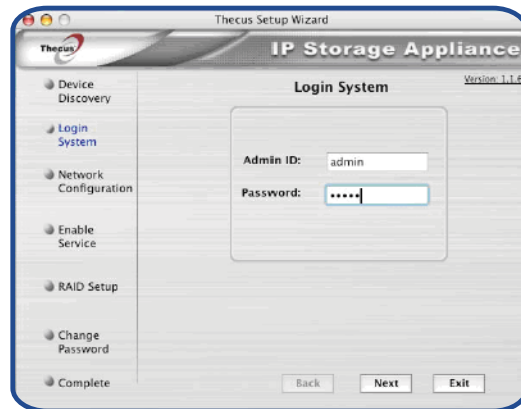 Thecus Setup Wizard
Thecus
IP Storage Appliance
Version: 1.1.6
Device
Discovery
Login
System
Network
Configuration
Enable
Service
RAID Setup
Change
Password
Complete
Login System
Admin ID:
admin
Password:
•••••
Back
Next
Exit